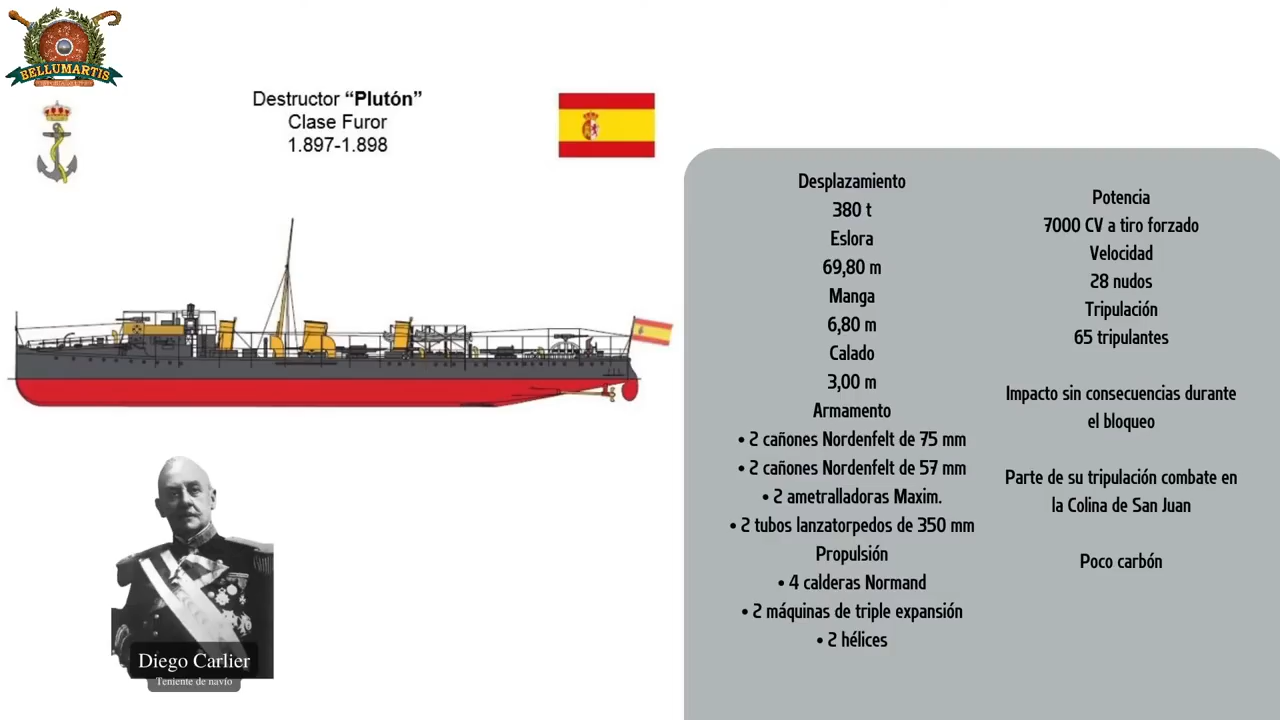 BELLUMARTIS
Destructor “Plutón”
Clase Furor
1.897-1.898
Desplazamiento
380 t
Eslora
69,80 m
Manga
6,80 m
Calado
3,00 m
Armamento
• 2 cañones Nordenfelt de 75 mm
• 2 cañones Nordenfelt de 57 mm
• 2 ametralladoras Maxim.
• 2 tubos lanzatorpedos de 350 mm
Propulsión
• 4 calderas Normand
• 2 máquinas de triple expansión
• 2 hélices
Potencia
7000 CV a tiro forzado
Velocidad
28 nudos
Tripulación
65 tripulantes
Impacto sin consecuencias durante
el bloqueo
Parte de su tripulación combate en
la Colina de San Juan
Poco carbón
Diego Carlier
Teniente de navío